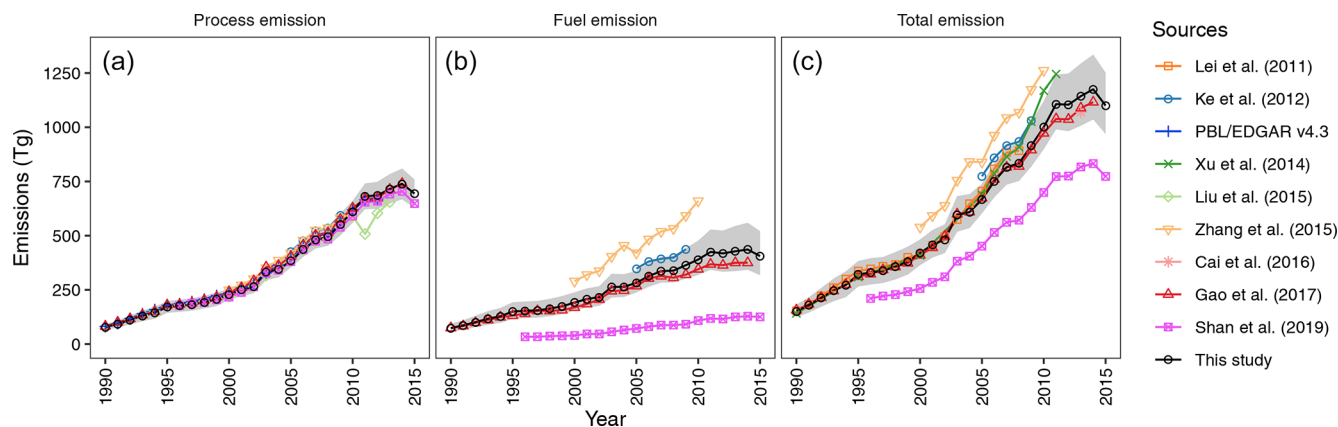 Process emission
Fuel emission
Total emission
(a)
(b)
(c)
Emissions (Tg)
1250
1000
750
500
250
0
1990
1995
2000
2005
2010
2015
1990
1995
2000
2005
2010
2015
1990
1995
2000
2005
2010
2015
Year
Sources
Lei et al. (2011)
Ke et al. (2012)
PBL/EDGAR v4.3
Xu et al. (2014)
Liu et al. (2015)
Zhang et al. (2015)
Cai et al. (2016)
Gao et al. (2017)
Shan et al. (2019)
This study